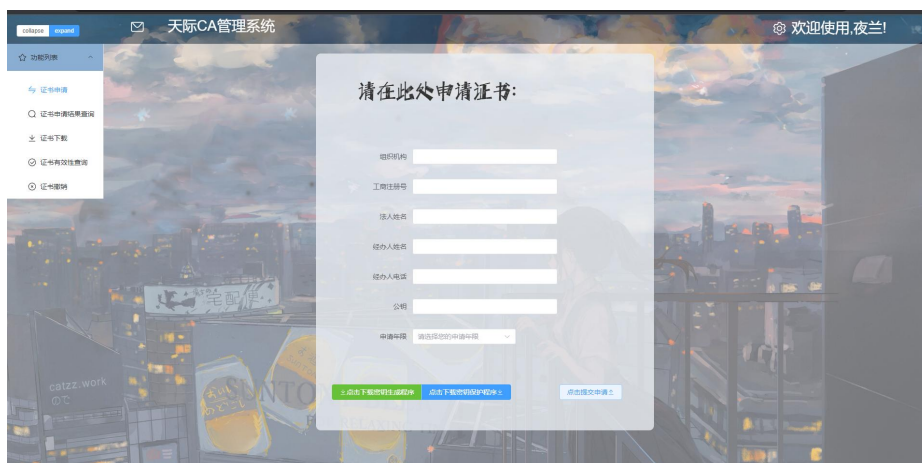 collapse expand
天际CA管理系统
欢迎使用,夜兰!
功能列表
证书申请
证书申请结果查询
证书下载
证书有效性查询
证书撤销
请在此处申请证书:
组织机构
工商注册号
法人姓名
经办人姓名
经办人电话
公钥
申请年限 请选择您的申请年限
点击下载密钥生成程序 点击下载密钥保护程序 点击提交申请
宅配便
catzz.work